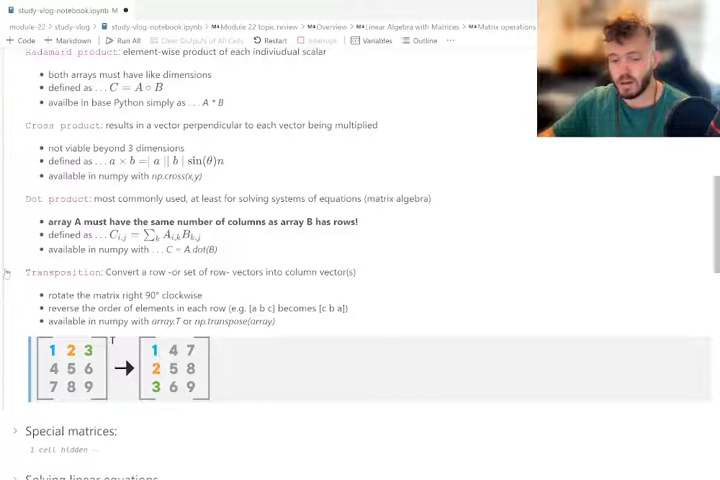 study-vlog-notebook.ipynb M
module-22 > study-vlog > study-vlog-notebook.ipynb > M↓Module 22 topic review > M↓Overview > M↓Linear Algebra with Matrices > M↓Matrix operations
+ Code + Markdown Run All Clear Outputs of All Cells Restart Interrupt Variables Outline ...
Hadamard product: element-wise product of each indiviudual scalar
• both arrays must have like dimensions
• defined as . . . C = A ∘ B
• availbe in base Python simply as . . . A * B
Cross product: results in a vector perpendicular to each vector being multiplied
• not viable beyond 3 dimensions
• defined as . . . a × b =| a || b | sin(θ)n
• available in numpy with np.cross(x,y)
Dot product: most commonly used, at least for solving systems of equations (matrix algebra)
• array A must have the same number of columns as array B has rows!
• defined as . . . C_{i,j} = ∑_k A_{i,k}B_{k,j}
• available in numpy with . . . C = A.dot(B)
Transposition: Convert a row -or set of row- vectors into column vector(s)
• rotate the matrix right 90° clockwise
• reverse the order of elements in each row (e.g. [a b c] becomes [c b a])
• available in numpy with array.T or np.transpose(array)
1 2 3 T 1 4 7
4 5 6 → 2 5 8
7 8 9 3 6 9
Special matrices:
1 cell hidden ...
Solving linear equations